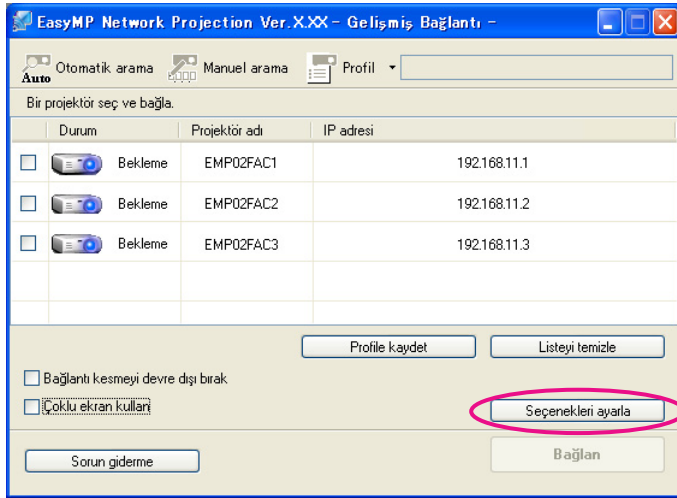 EasyMP Network Projection Ver.X.XX - Gelişmiş Bağlantı -
Auto Otomatik arama Manuel arama Profil
Bir projektör seç ve bağla.
Durum Projektör adı IP adresi
Bekleme EMP02FAC1 192.168.11.1
Bekleme EMP02FAC2 192.168.11.2
Bekleme EMP02FAC3 192.168.11.3
Profile kaydet Listeyi temizle
Bağlantı kesmeyi devre dışı bırak
Çoklu ekran kullan
Seçenekleri ayarla
Sorun giderme Bağlan